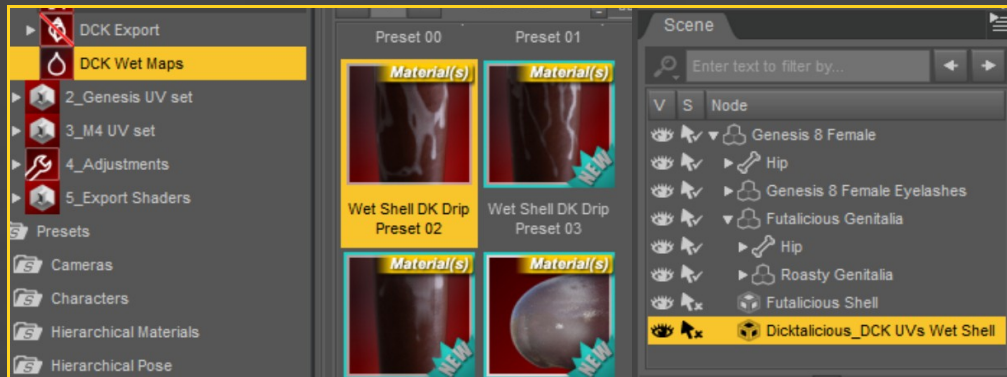 DCK Export
DCK Wet Maps
2_Genesis UV set
3_M4 UV set
4_Adjustments
5_Export Shaders
Presets
Cameras
Characters
Hierarchical Materials
Hierarchical Pose
Preset 00
Preset 01
Material(s)
Material(s)
NEW
Wet Shell DK Drip
Preset 02
Wet Shell DK Drip
Preset 03
Material(s)
NEW
Material(s)
NEW
Scene
Enter text to filter by...
V S Node
Genesis 8 Female
Hip
Genesis 8 Female Eyelashes
Futalicious Genitalia
Hip
Roasty Genitalia
Futalicious Shell
Dicktalicious_DCK UVs Wet Shell